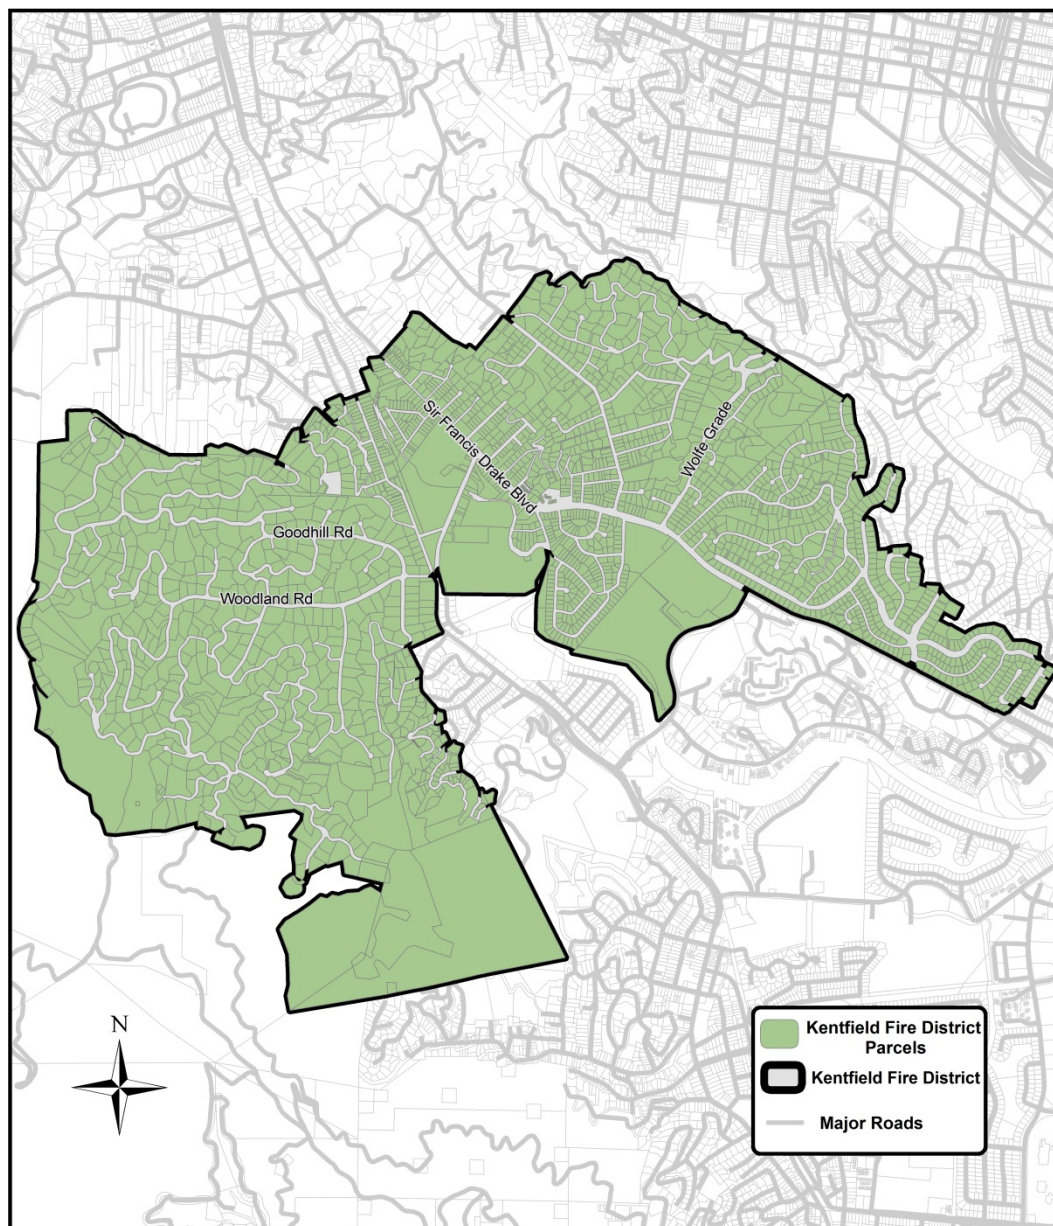 Sir Francis Drake Blvd
Wolfe Grade
Goodhill Rd
Woodland Rd
N
Kentfield Fire District
Parcels
Kentfield Fire District
Major Roads